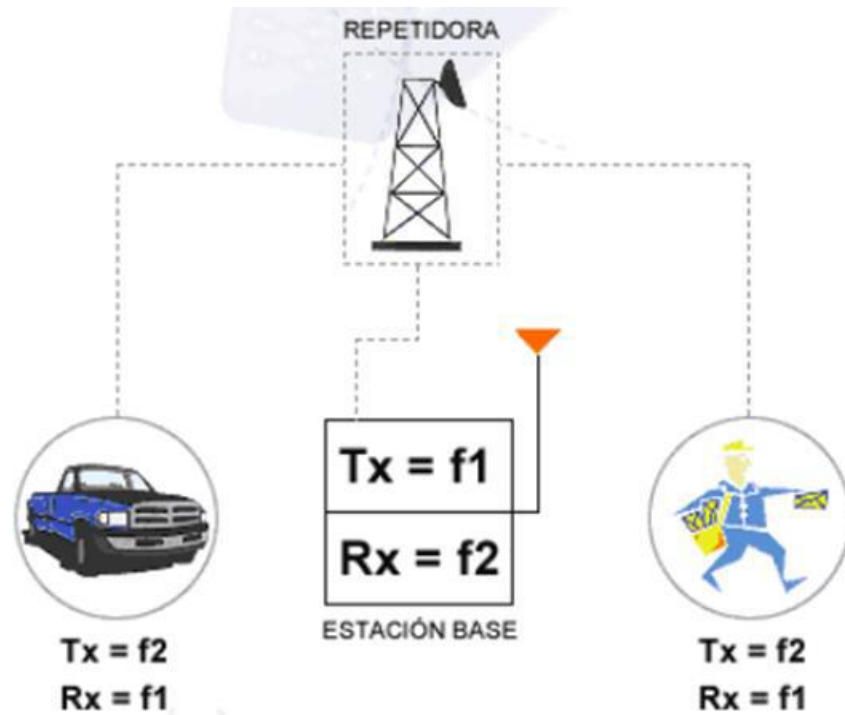 REPETIDORA
Tx = f1
Rx = f2
ESTACIÓN BASE
Tx = f2
Rx = f1
Tx = f2
Rx = f1